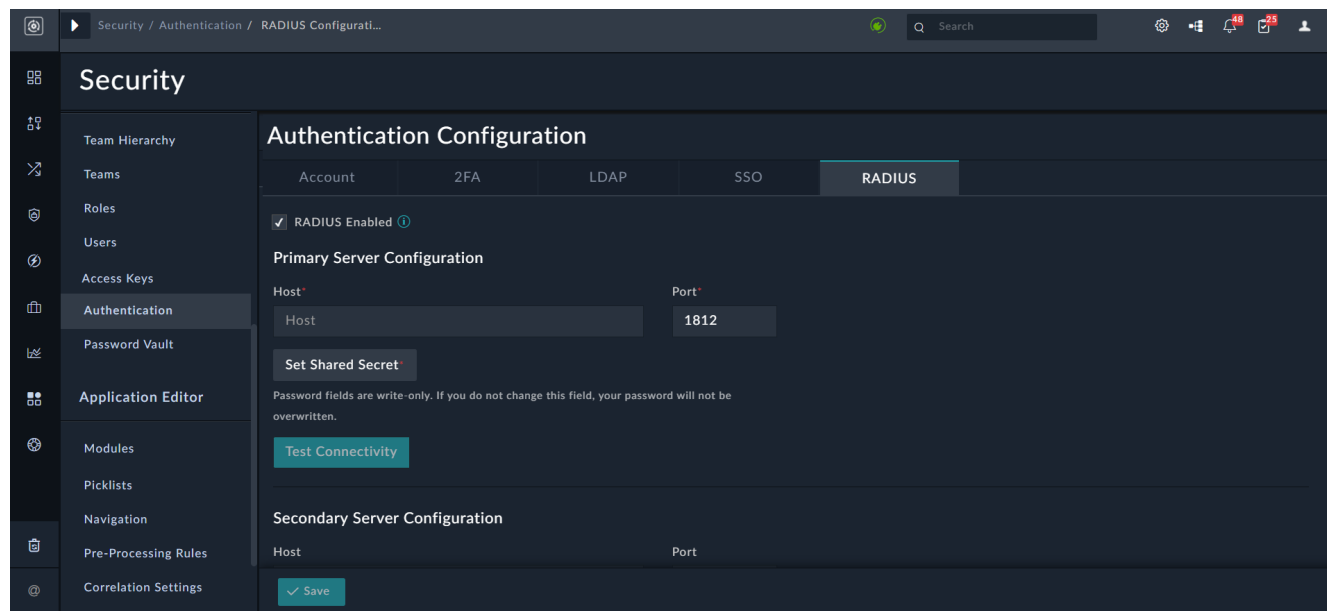 Security / Authentication / RADIUS Configurati...
Search
48
25
Security
Team Hierarchy
Teams
Roles
Users
Access Keys
Authentication
Password Vault
Application Editor
Modules
Picklists
Navigation
Pre-Processing Rules
Correlation Settings
@
Authentication Configuration
Account 2FA LDAP SSO RADIUS
RADIUS Enabled
Primary Server Configuration
Host* Port*
Host 1812
Set Shared Secret*
Password fields are write-only. If you do not change this field, your password will not be
overwritten.
Test Connectivity
Secondary Server Configuration
Host Port
Save